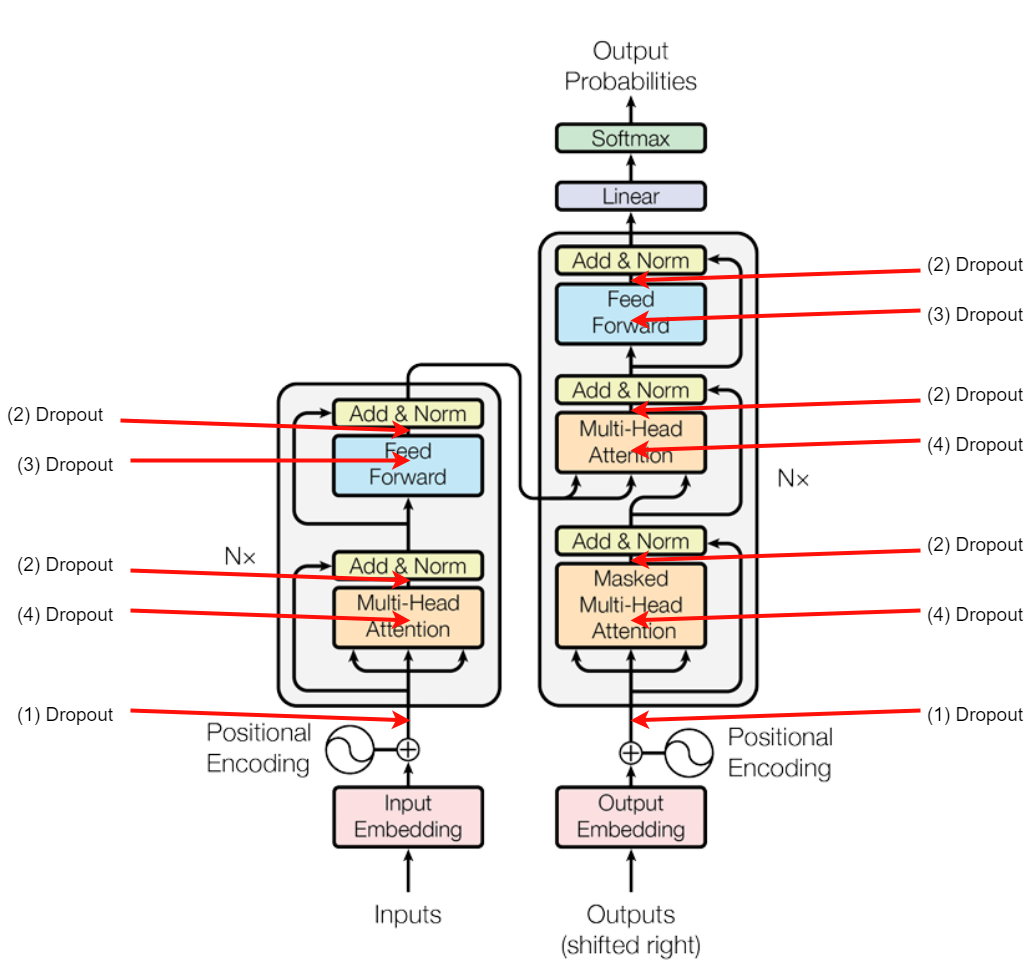 Output
Probabilities
Softmax
Linear
Add & Norm
(2) Dropout
Feed
Forward
(3) Dropout
Add & Norm
(2) Dropout
Multi-Head
Attention
(4) Dropout
N×
Add & Norm
(2) Dropout
Masked
Multi-Head
Attention
(4) Dropout
(1) Dropout
Positional
Encoding
Output
Embedding
Outputs
(shifted right)
Add & Norm
(2) Dropout
Feed
Forward
(3) Dropout
N×
Add & Norm
(2) Dropout
Multi-Head
Attention
(4) Dropout
(1) Dropout
Positional
Encoding
Input
Embedding
Inputs